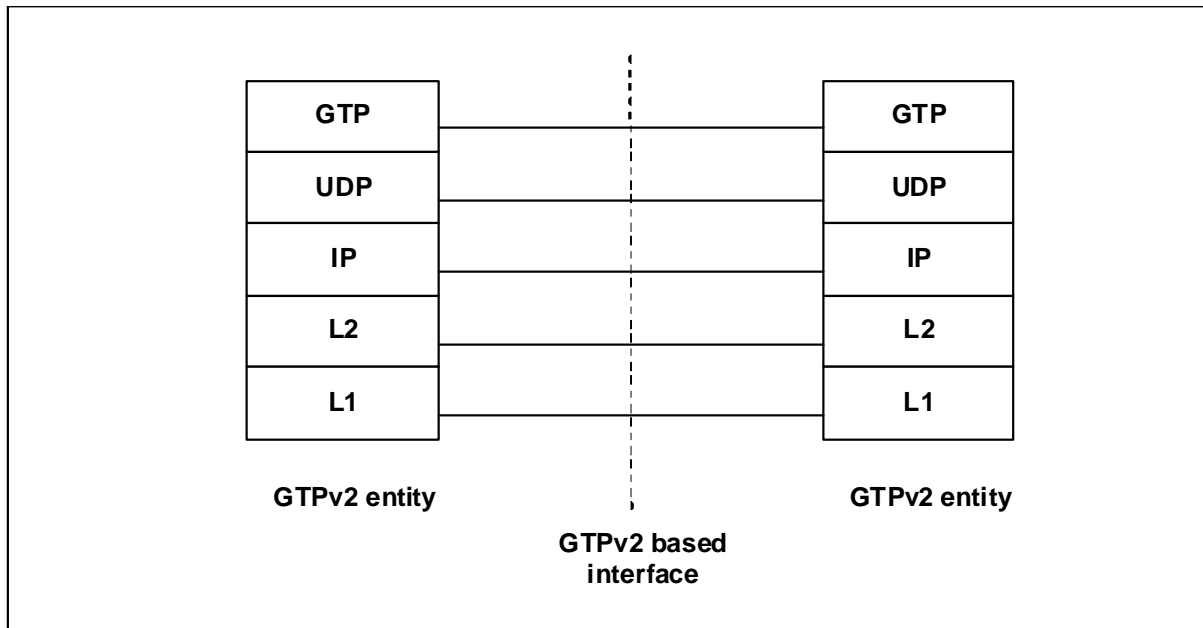 GTP
GTP
UDP
UDP
IP
IP
L2
L2
L1
L1
GTPv2 entity
GTPv2 entity
GTPv2 based
interface